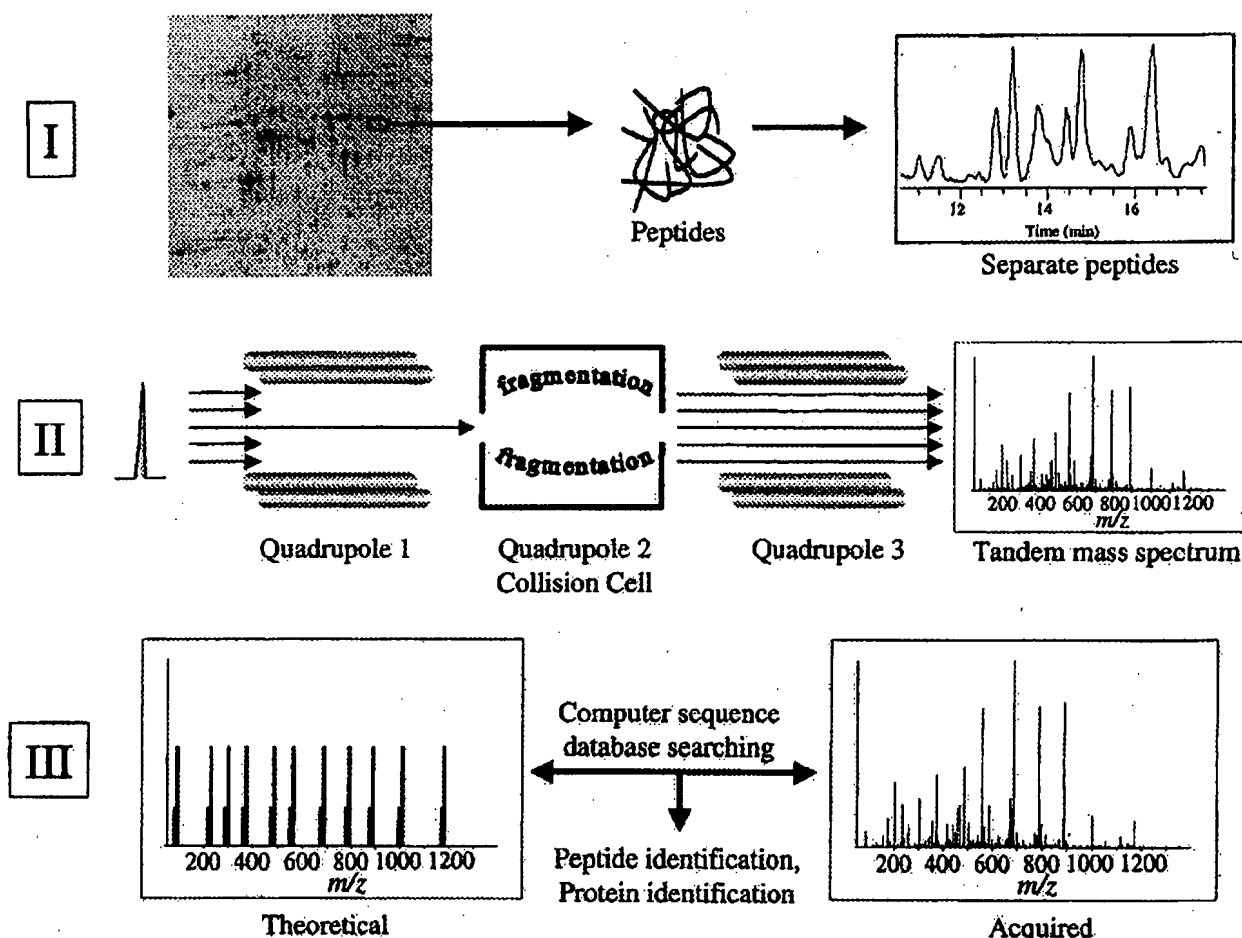 I
Peptides
12 14 16
Time (min)
Separate peptides
II
fragmentation
fragmentation
200 400 600 800 1000 1200
m/z
Quadrupole 1
Quadrupole 2
Collision Cell
Quadrupole 3
Tandem mass spectrum
III
Computer sequence
database searching
Peptide identification,
Protein identification
200 400 600 800 1000 1200
m/z
Theoretical
200 400 600 800 1000 1200
m/z
Acquired